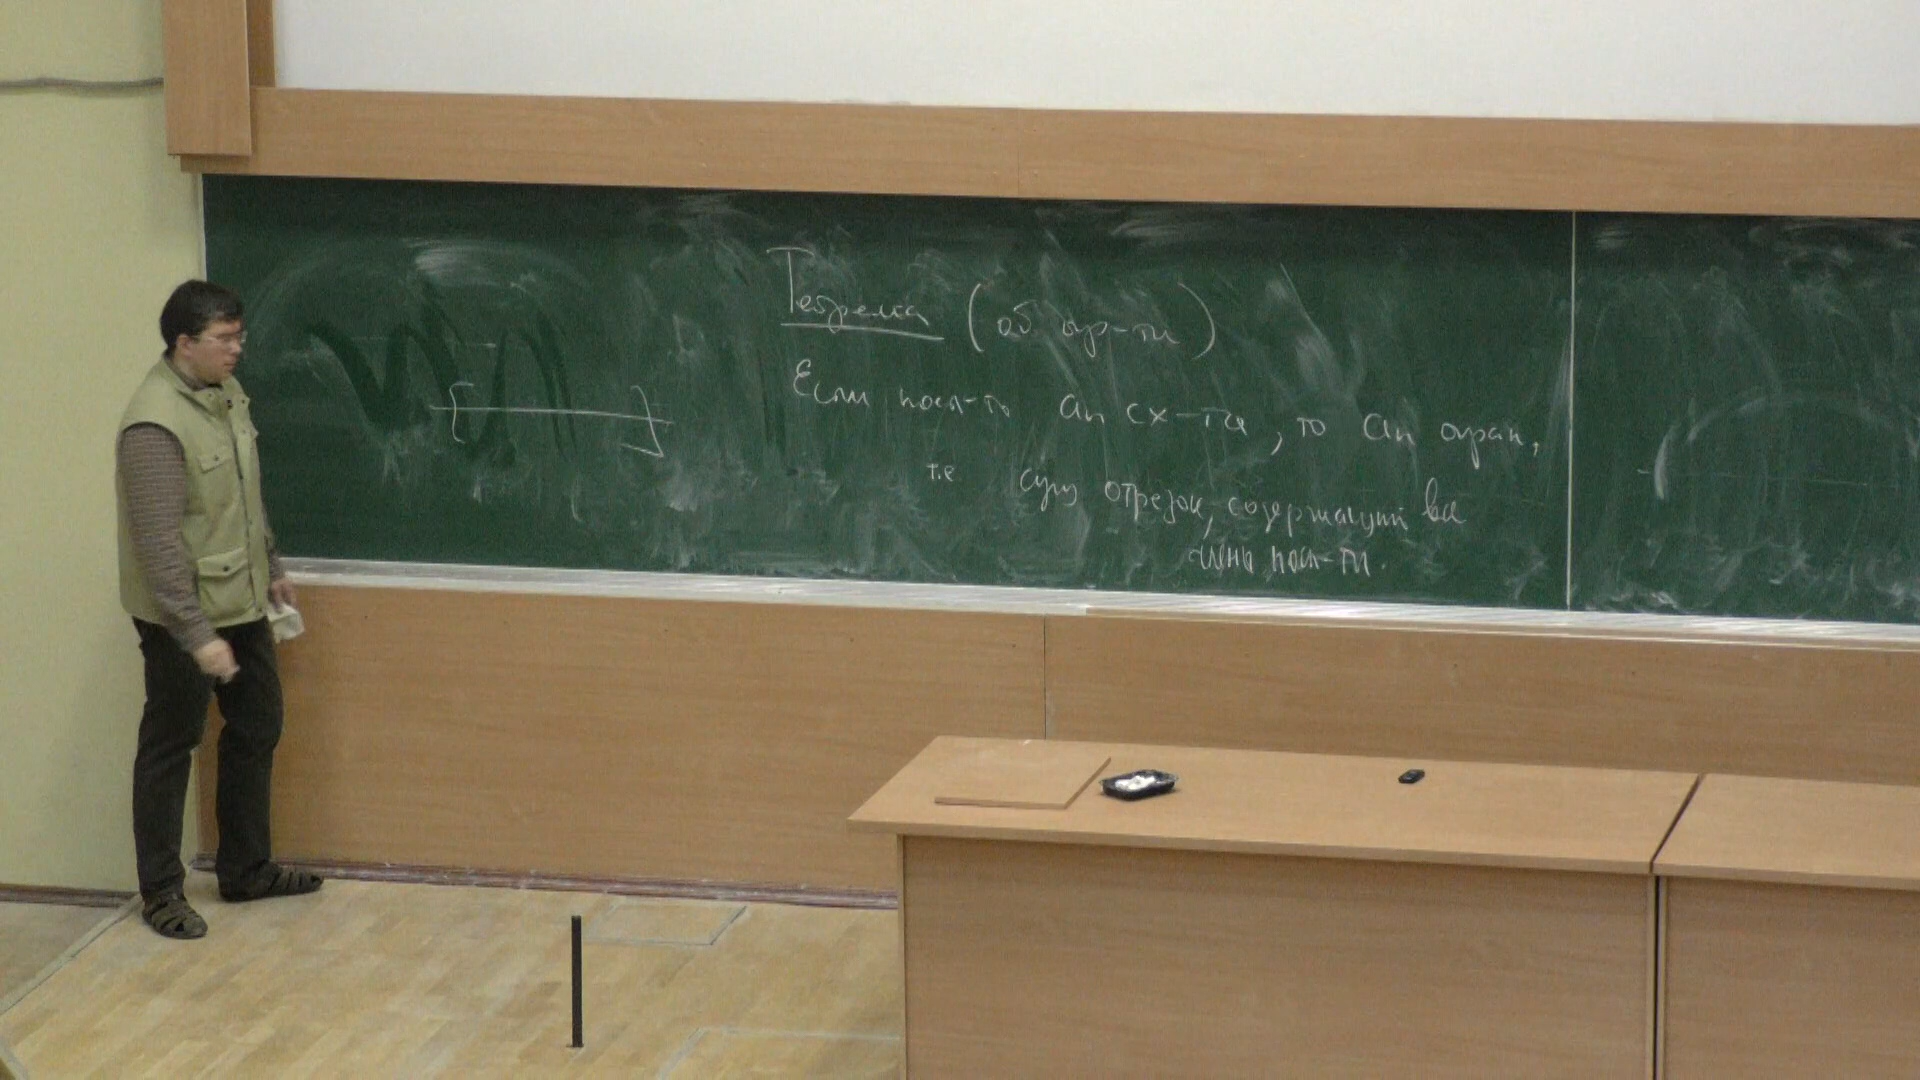 Теорема (об огр-ти)
Если посл-ть an сх-ся, то an огран,
т.е сущ отрезок, содержащий все
члены посл-ти.